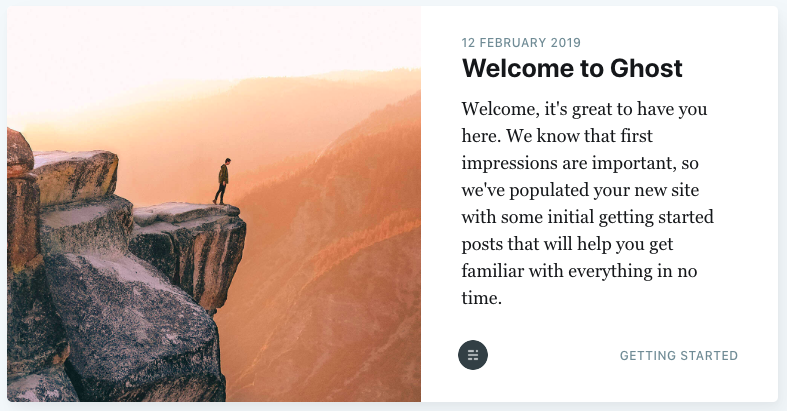 12 FEBRUARY 2019
Welcome to Ghost
Welcome, it's great to have you
here. We know that first
impressions are important, so
we've populated your new site
with some initial getting started
posts that will help you get
familiar with everything in no
time.
GETTING STARTED